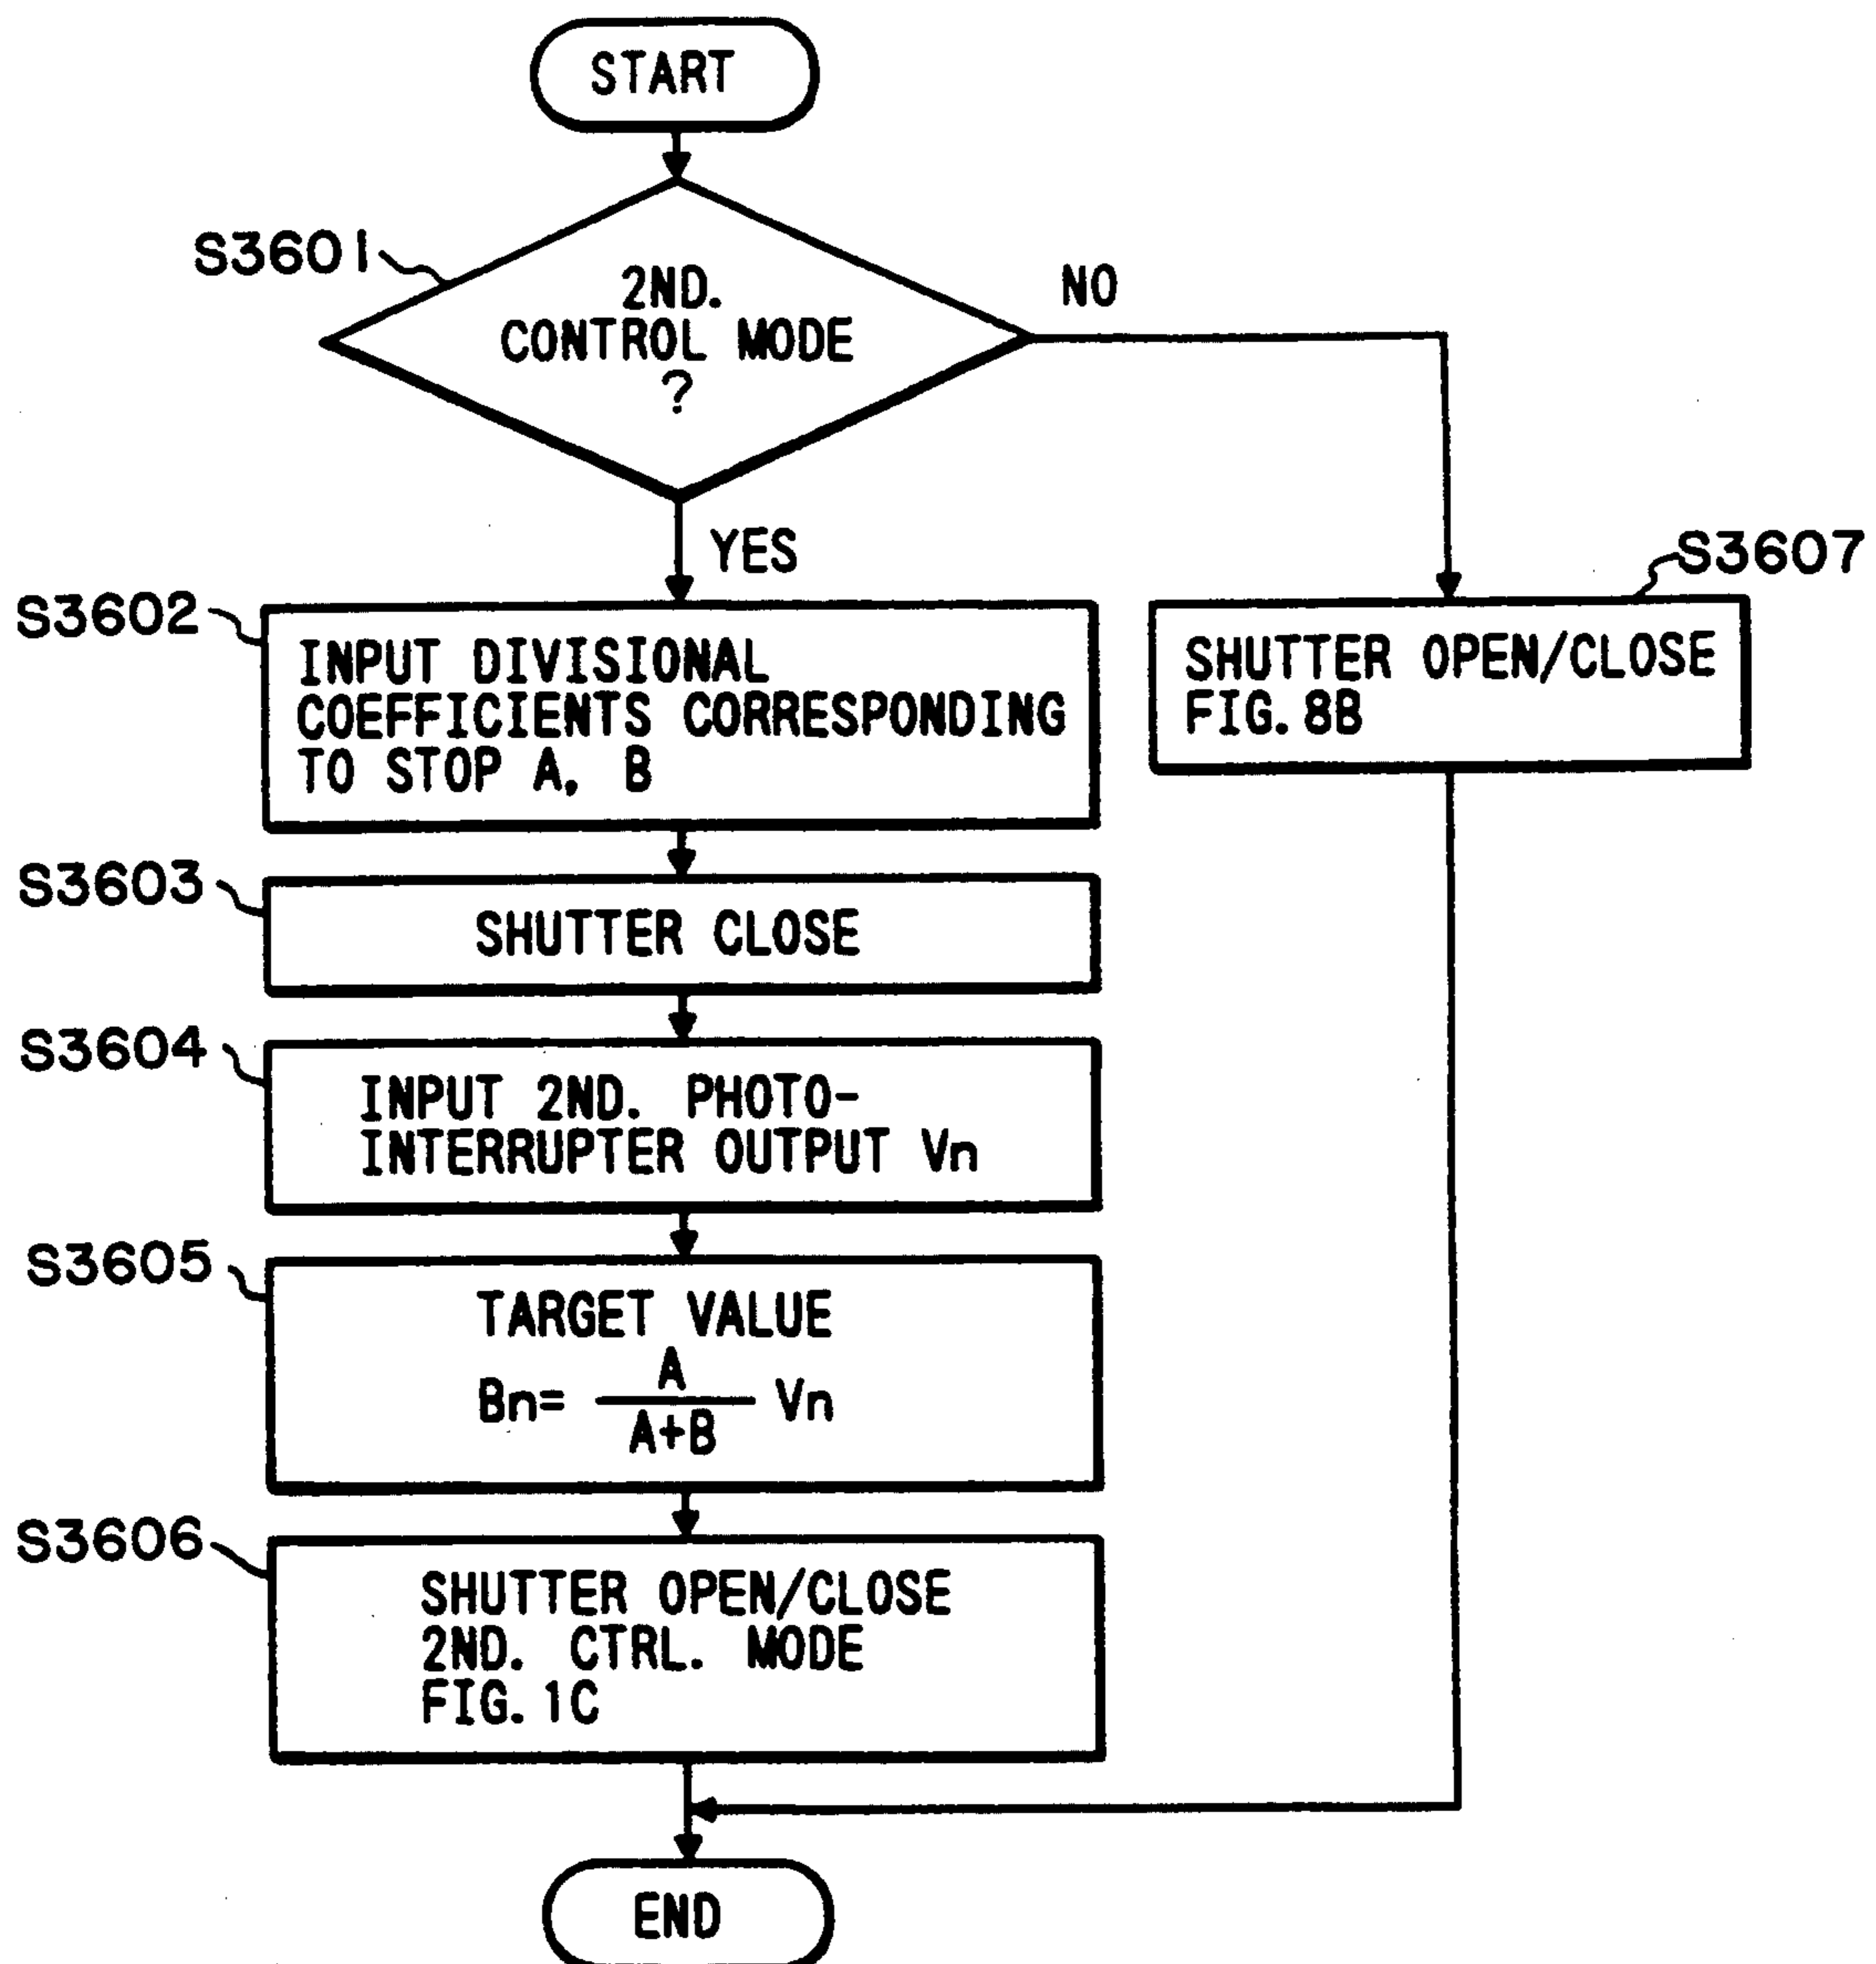 START
S3601
2ND.
CONTROL MODE
?
NO
YES
S3602
INPUT DIVISIONAL
COEFFICIENTS CORRESPONDING
TO STOP A, B
S3607
SHUTTER OPEN/CLOSE
FIG. 8B
S3603
SHUTTER CLOSE
S3604
INPUT 2ND. PHOTO-
INTERRUPTER OUTPUT Vn
S3605
TARGET VALUE
Bn= A/A+B Vn
S3606
SHUTTER OPEN/CLOSE
2ND. CTRL. MODE
FIG. 1C
END